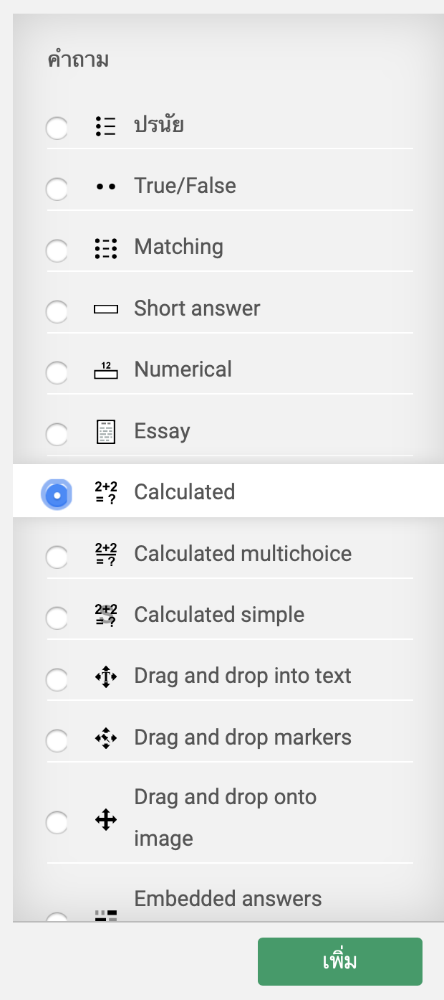 คำถาม
ปรนัย
True/False
Matching
Short answer
12
Numerical
Essay
2+2
= ?
Calculated
2+2
= ?
Calculated multichoice
2+2
= ?
Calculated simple
T
Drag and drop into text
Drag and drop markers
Drag and drop onto
image
Embedded answers
เพิ่ม